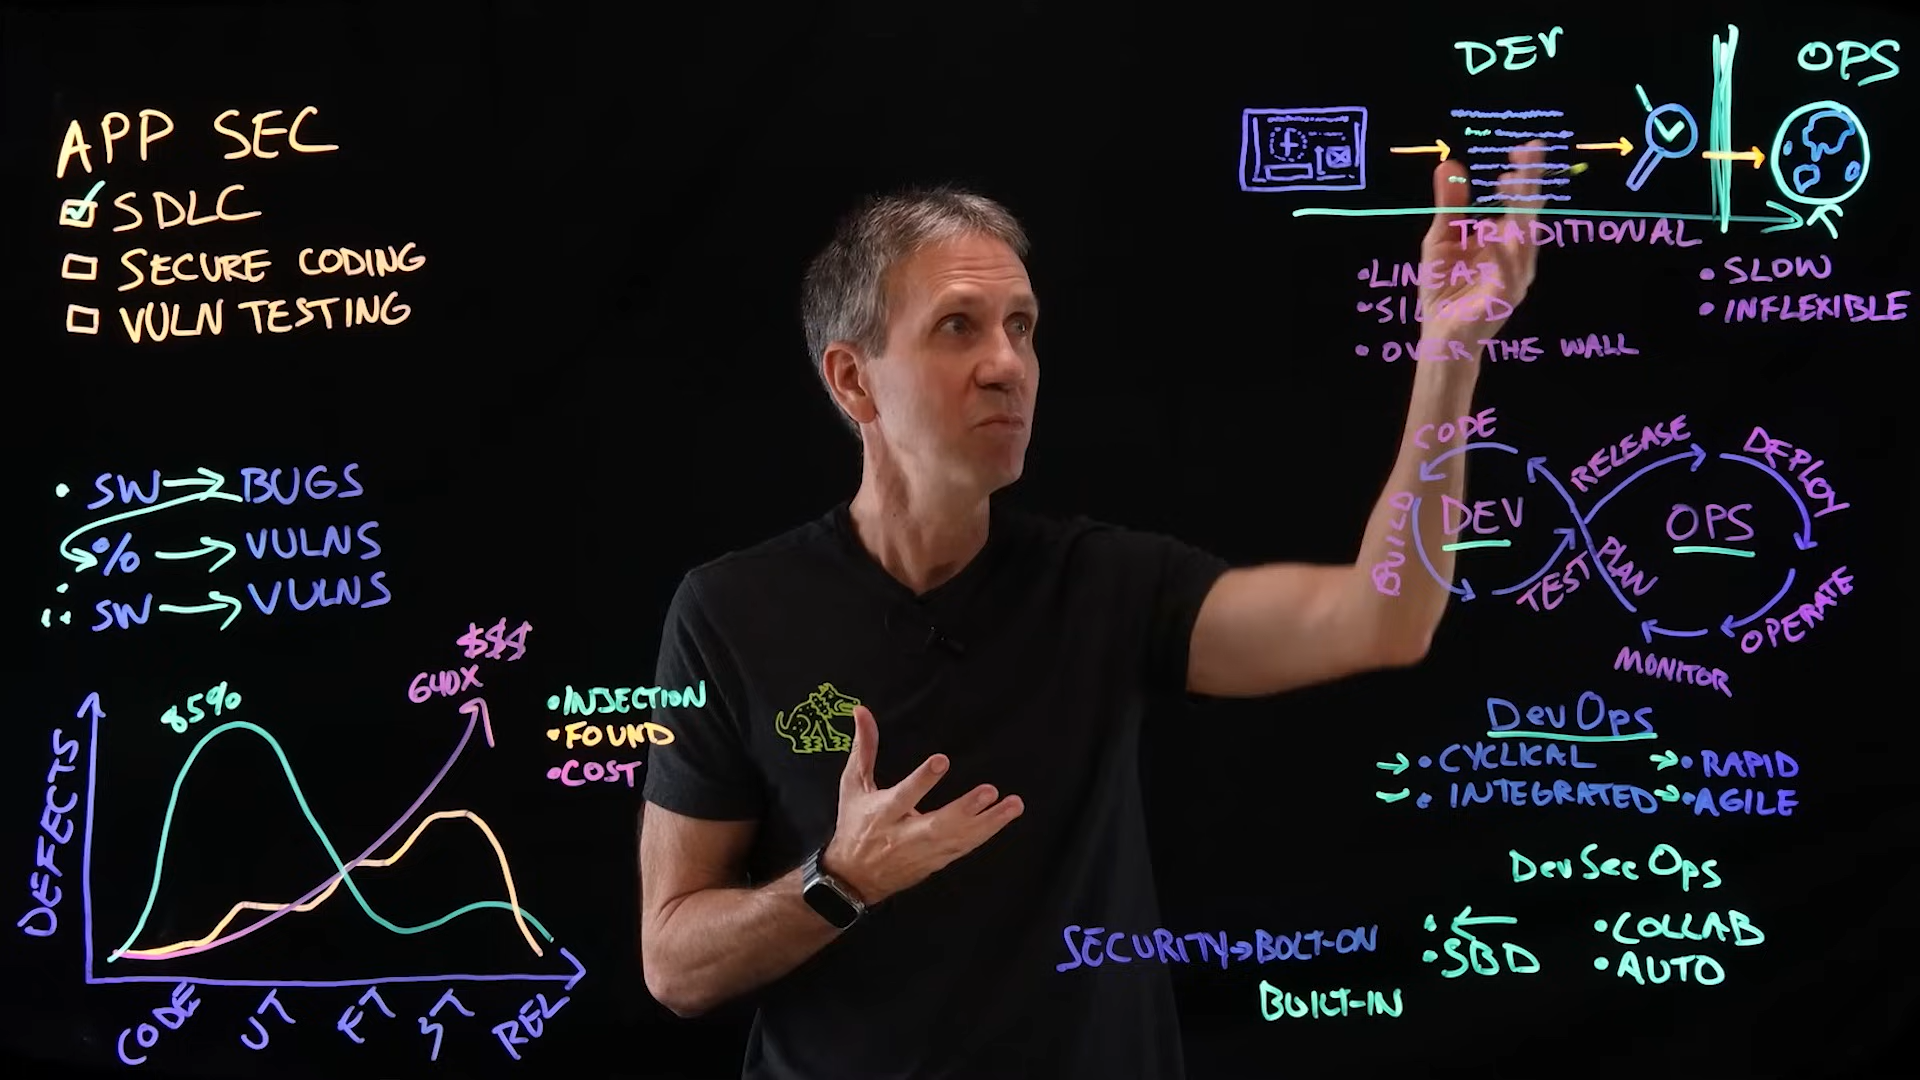 APP SEC
SDLC
SECURE CODING
VULN TESTING
• SW → BUGS
% → VULNS
∴ SW → VULNS
DEFECTS
85%
640X
$$$
• INJECTION
• FOUND
• COST
CODE
UT
FT
ST
REL
DEV
OPS
TRADITIONAL
• LINEAR
• SILOED
• OVER THE WALL
• SLOW
• INFLEXIBLE
CODE
BUILD
DEV
TEST
PLAN
RELEASE
OPS
DEPLOY
OPERATE
MONITOR
DevOps
→ • CYCLICAL
→ • INTEGRATED
→ • RAPID
→ • AGILE
DevSecOps
SECURITY → BOLT-ON
BUILT-IN
• ←
• SBD
• COLLAB
• AUTO